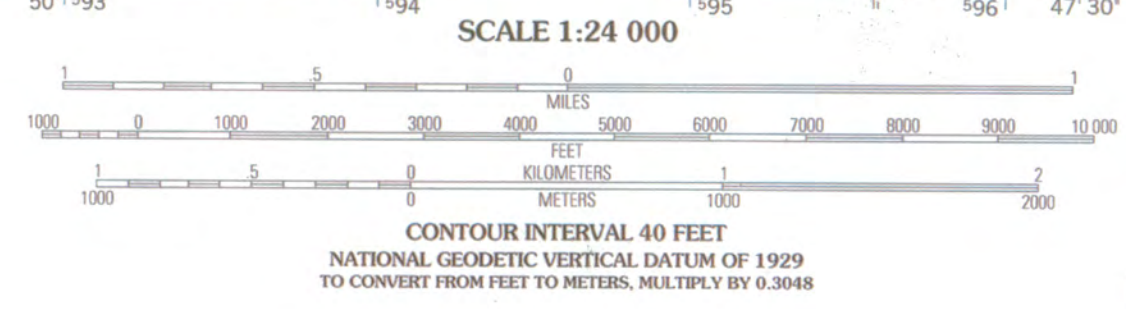 50' 593 594 595 596 47'30"
SCALE 1:24 000
1 .5 0 1
MILES
1000 0 1000 2000 3000 4000 5000 6000 7000 8000 9000 10 000
FEET
1 .5 0 KILOMETERS 1 2
1000 0 METERS 1000 2000
CONTOUR INTERVAL 40 FEET
NATIONAL GEODETIC VERTICAL DATUM OF 1929
TO CONVERT FROM FEET TO METERS, MULTIPLY BY 0.3048